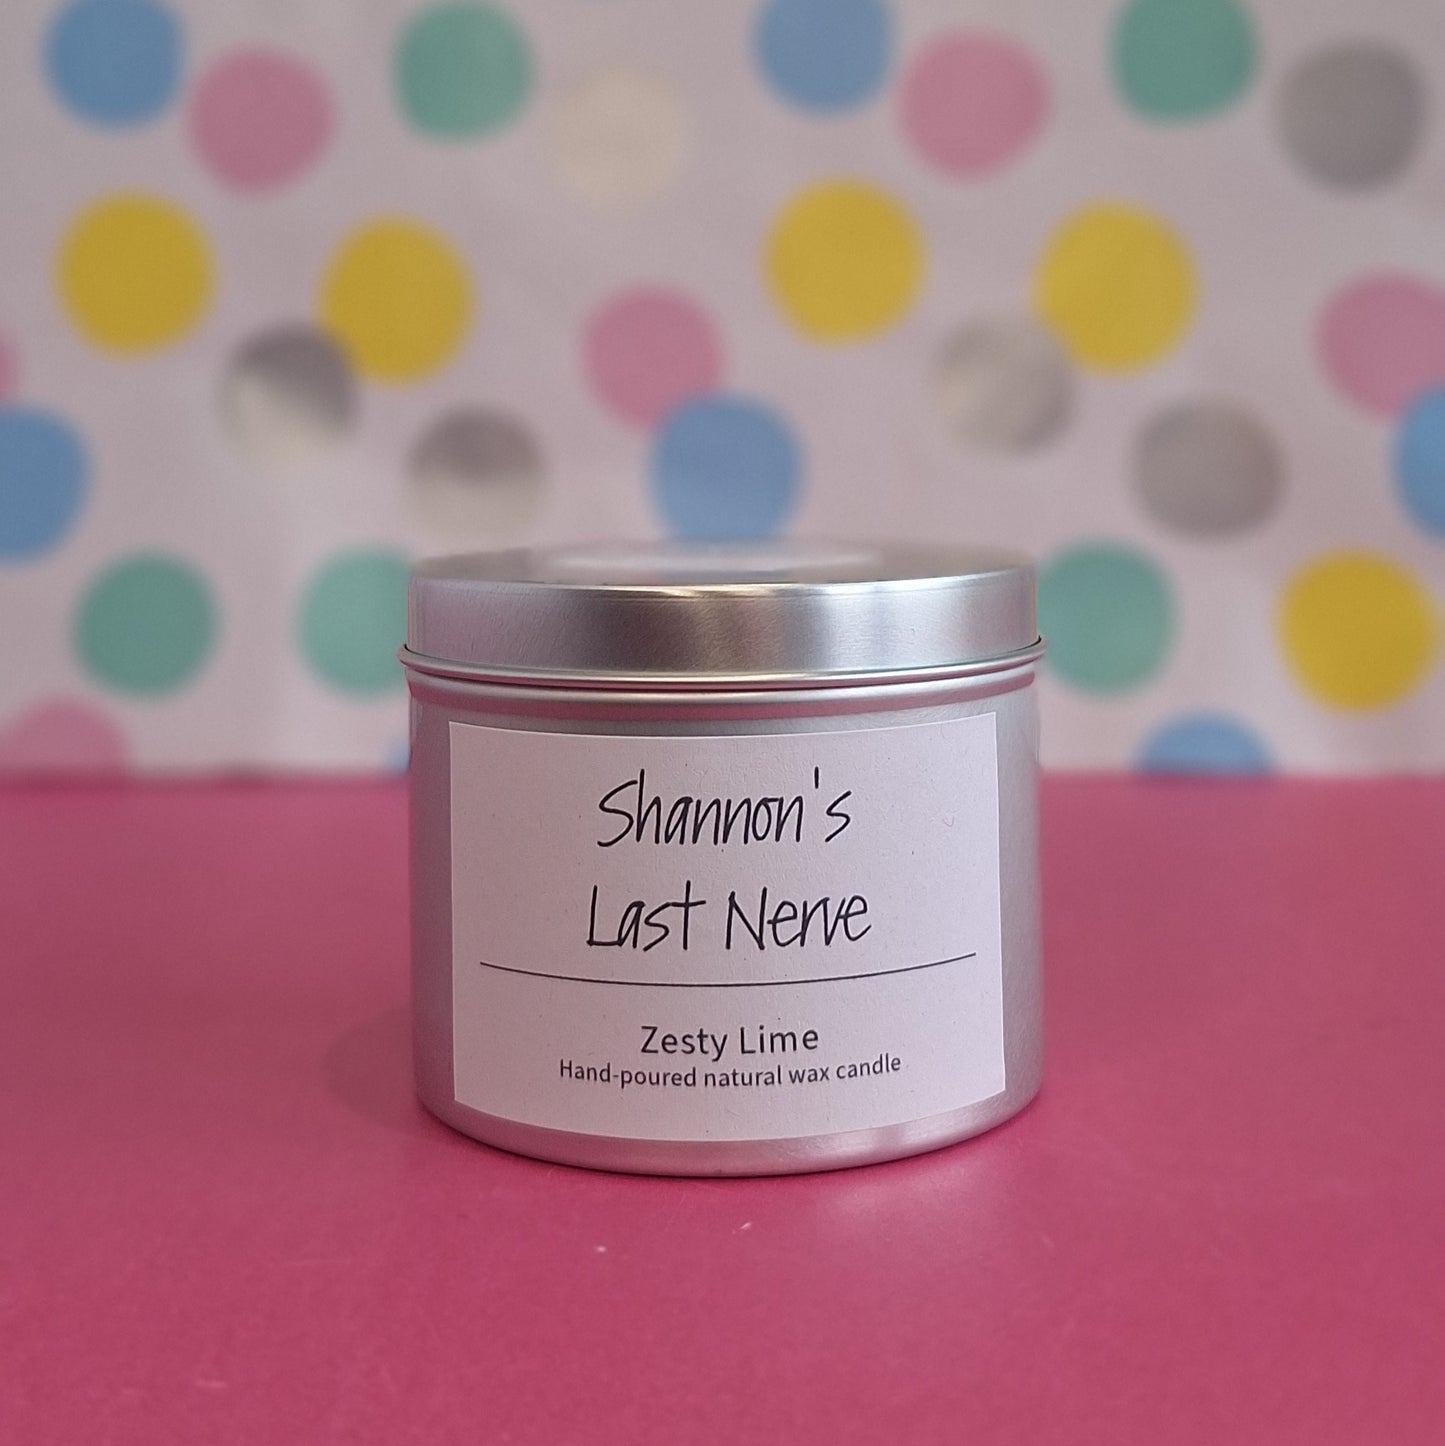 Shannon's
Last Nerve
Zesty Lime
Hand-poured natural wax candle